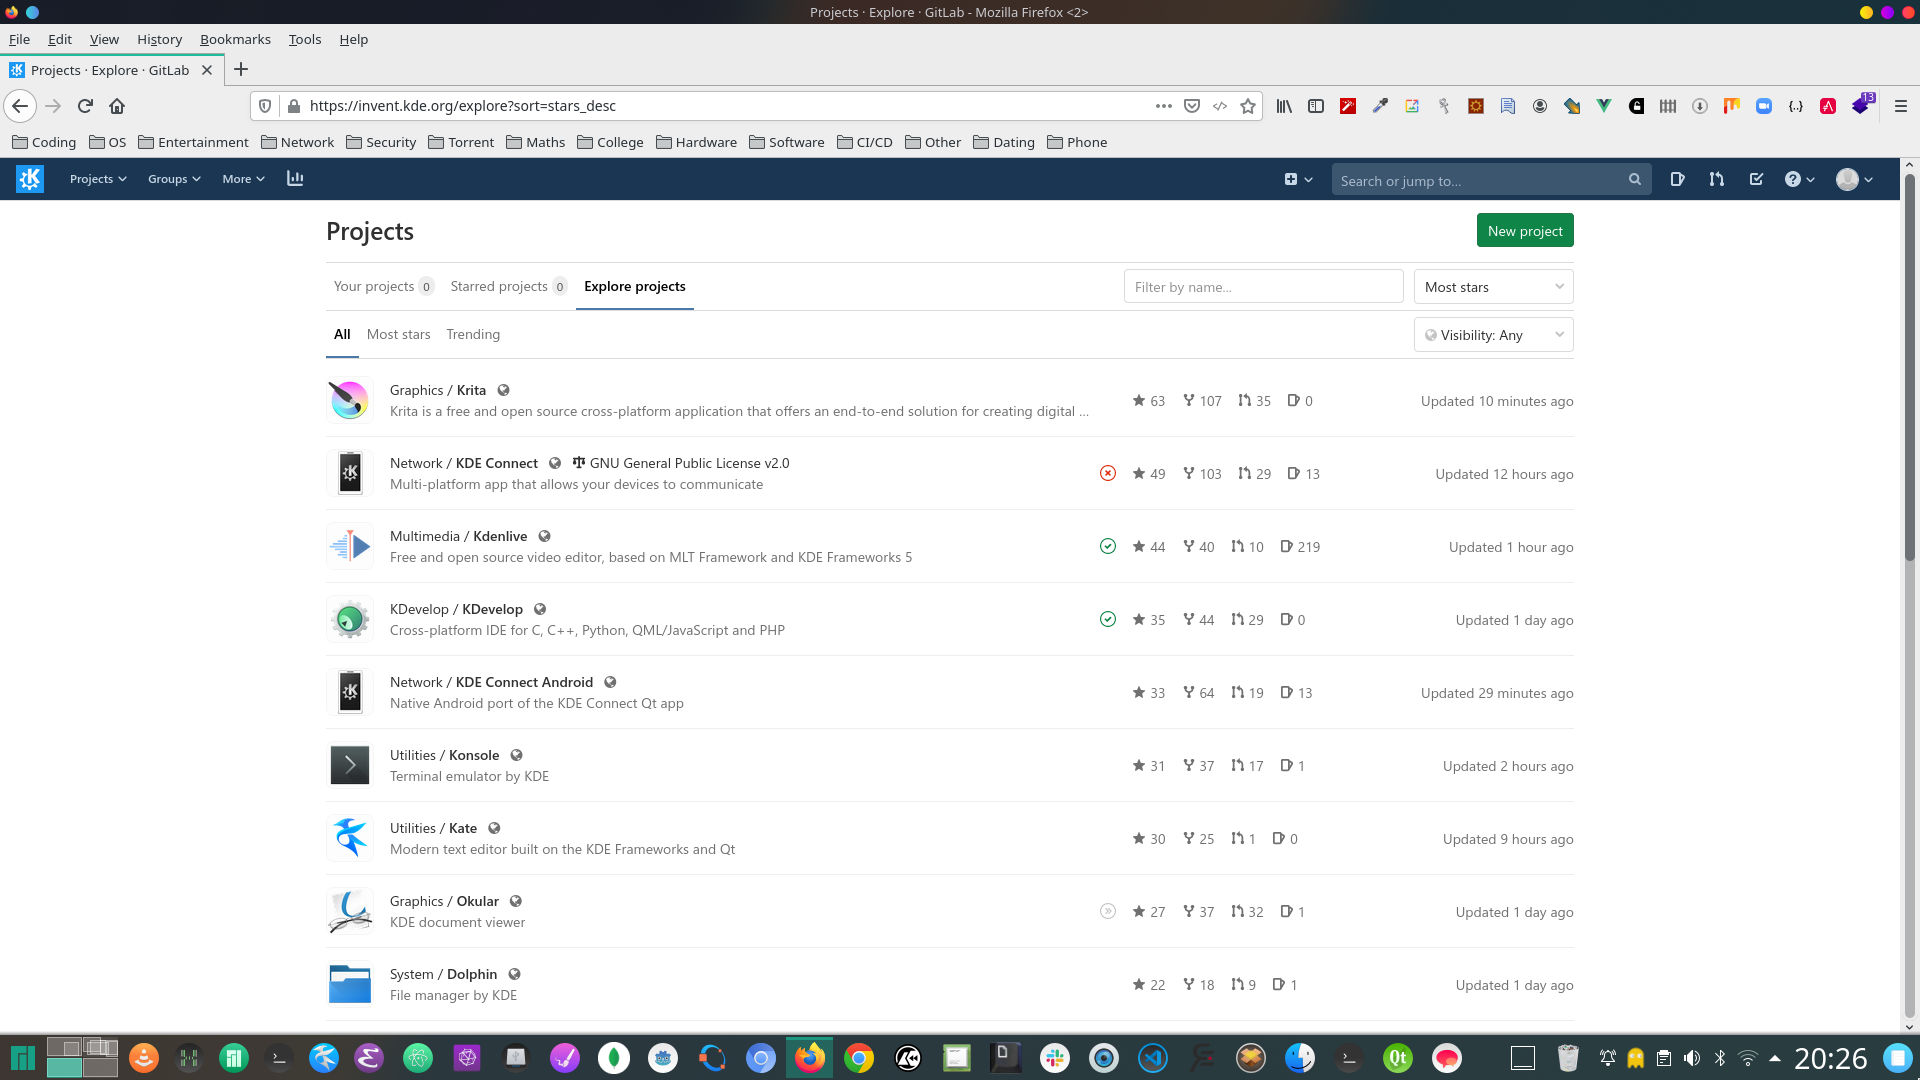 Projects · Explore · GitLab - Mozilla Firefox <2>
File Edit View History Bookmarks Tools Help
Projects · Explore · GitLab
https://invent.kde.org/explore?sort=stars_desc
13
Coding OS Entertainment Network Security Torrent Maths College Hardware Software CI/CD Other Dating Phone
Projects Groups More Search or jump to...
Projects New project
Your projects 0 Starred projects 0 Explore projects Filter by name... Most stars
All Most stars Trending Visibility: Any
Graphics / Krita
Krita is a free and open source cross-platform application that offers an end-to-end solution for creating digital ...
63 107 35 0 Updated 10 minutes ago
Network / KDE Connect GNU General Public License v2.0
Multi-platform app that allows your devices to communicate
49 103 29 13 Updated 12 hours ago
Multimedia / Kdenlive
Free and open source video editor, based on MLT Framework and KDE Frameworks 5
44 40 10 219 Updated 1 hour ago
KDevelop / KDevelop
Cross-platform IDE for C, C++, Python, QML/JavaScript and PHP
35 44 29 0 Updated 1 day ago
Network / KDE Connect Android
Native Android port of the KDE Connect Qt app
33 64 19 13 Updated 29 minutes ago
Utilities / Konsole
Terminal emulator by KDE
31 37 17 1 Updated 2 hours ago
Utilities / Kate
Modern text editor built on the KDE Frameworks and Qt
30 25 1 0 Updated 9 hours ago
Graphics / Okular
KDE document viewer
27 37 32 1 Updated 1 day ago
System / Dolphin
File manager by KDE
22 18 9 1 Updated 1 day ago
Qt
20:26